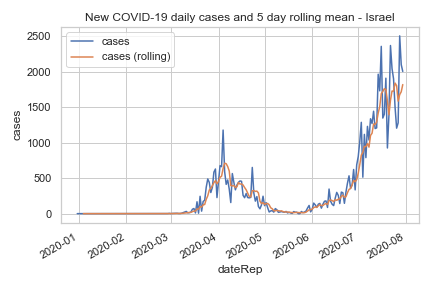 New COVID-19 daily cases and 5 day rolling mean - Israel
cases
cases (rolling)
2500
2000
1500
1000
500
0
cases
2020-01
2020-02
2020-03
2020-04
2020-05
2020-06
2020-07
2020-08
dateRep